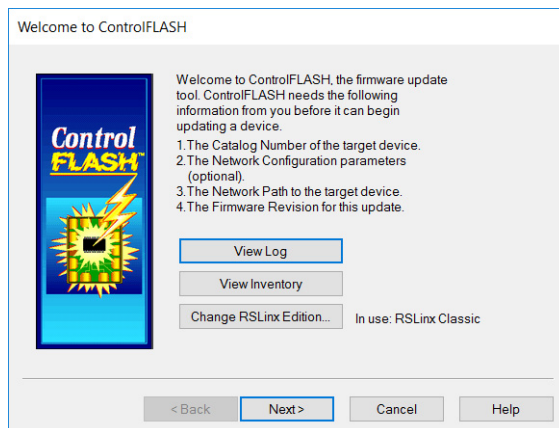 Welcome to ControlFLASH
Welcome to ControlFLASH, the firmware update
tool. ControlFLASH needs the following
information from you before it can begin
updating a device.
1.The Catalog Number of the target device.
2.The Network Configuration parameters
(optional).
3.The Network Path to the target device.
4.The Firmware Revision for this update.
Control
FLASH™
View Log
View Inventory
Change RSLinx Edition... In use: RSLinx Classic
< Back Next > Cancel Help